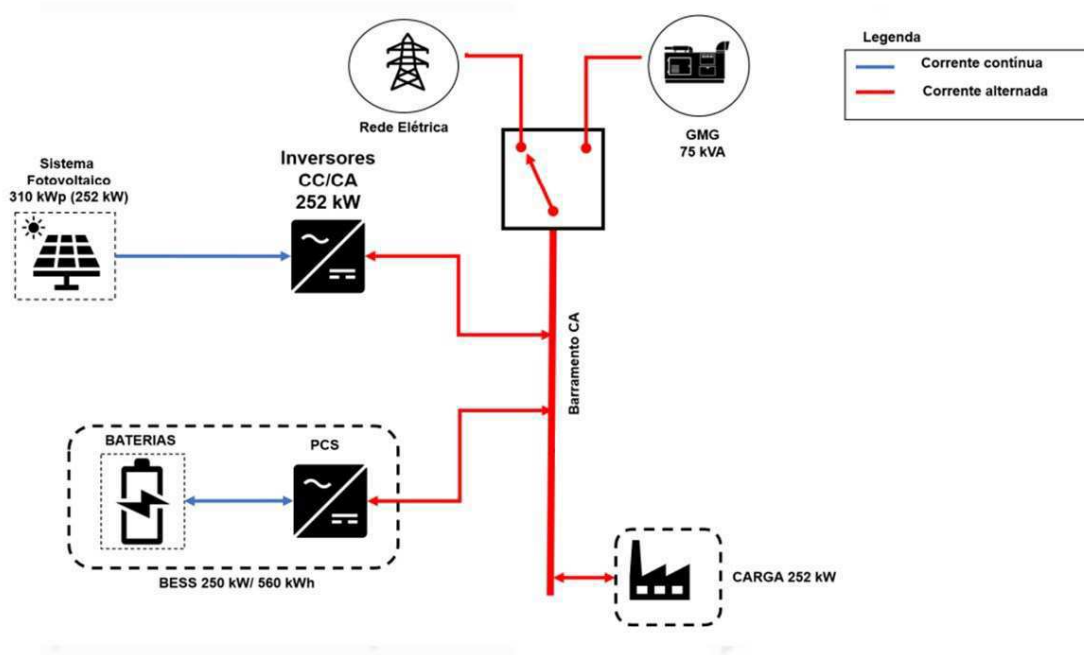 Legenda
Corrente contínua
Corrente alternada
Rede Elétrica
GMG
75 kVA
Sistema
Fotovoltaico
310 kWp (252 kW)
Inversores
CC/CA
252 kW
Barramento CA
BATERIAS
PCS
BESS 250 kW/ 560 kWh
CARGA 252 kW